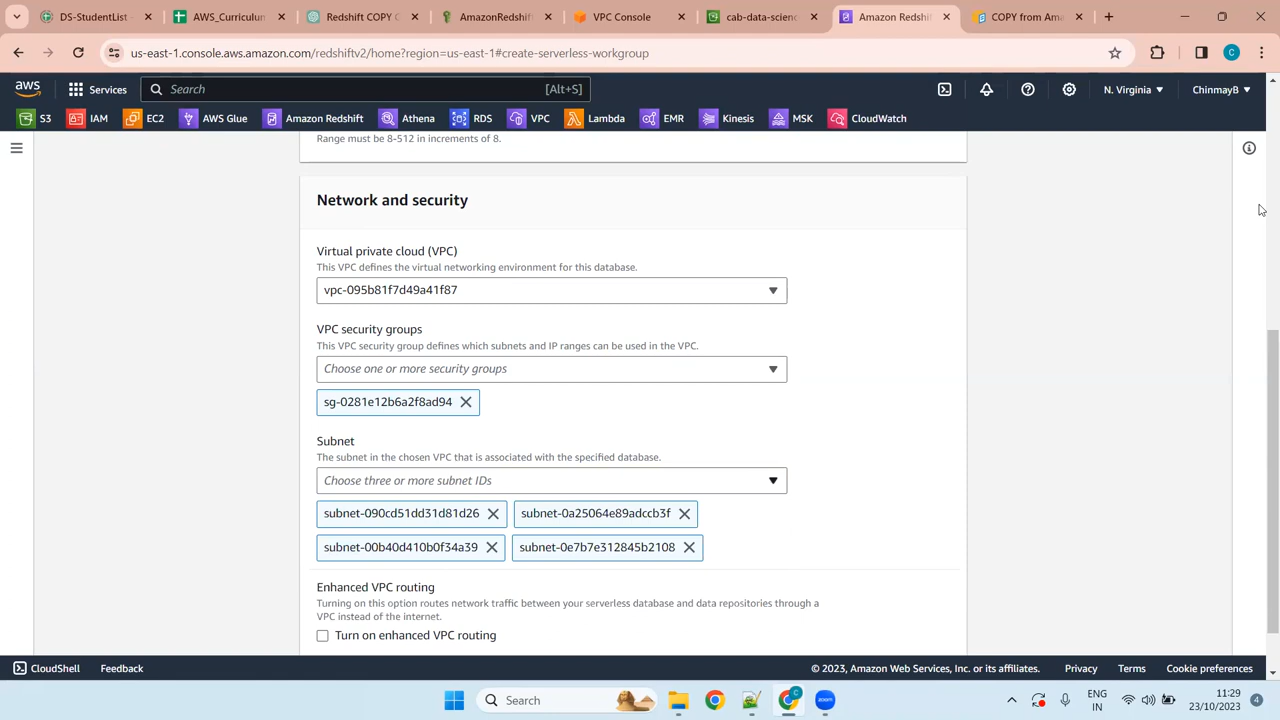 DS-StudentList -
AWS_Curriculun
Redshift COPY C
AmazonRedshift
VPC Console
cab-data-scienc
Amazon Redshif
COPY from Ama
us-east-1.console.aws.amazon.com/redshiftv2/home?region=us-east-1#create-serverless-workgroup
C
aws
Services
Search
[Alt+S]
N. Virginia
ChinmayB
S3
IAM
EC2
AWS Glue
Amazon Redshift
Athena
RDS
VPC
Lambda
EMR
Kinesis
MSK
CloudWatch
Range must be 8-512 in increments of 8.
Network and security
Virtual private cloud (VPC)
This VPC defines the virtual networking environment for this database.
vpc-095b81f7d49a41f87
VPC security groups
This VPC security group defines which subnets and IP ranges can be used in the VPC.
Choose one or more security groups
sg-0281e12b6a2f8ad94
Subnet
The subnet in the chosen VPC that is associated with the specified database.
Choose three or more subnet IDs
subnet-090cd51dd31d81d26
subnet-0a25064e89adccb3f
subnet-00b40d410b0f34a39
subnet-0e7b7e312845b2108
Enhanced VPC routing
Turning on this option routes network traffic between your serverless database and data repositories through a
VPC instead of the internet.
Turn on enhanced VPC routing
CloudShell
Feedback
© 2023, Amazon Web Services, Inc. or its affiliates.
Privacy
Terms
Cookie preferences
Search
C
zoom
ENG
IN
11:29
23/10/2023
4